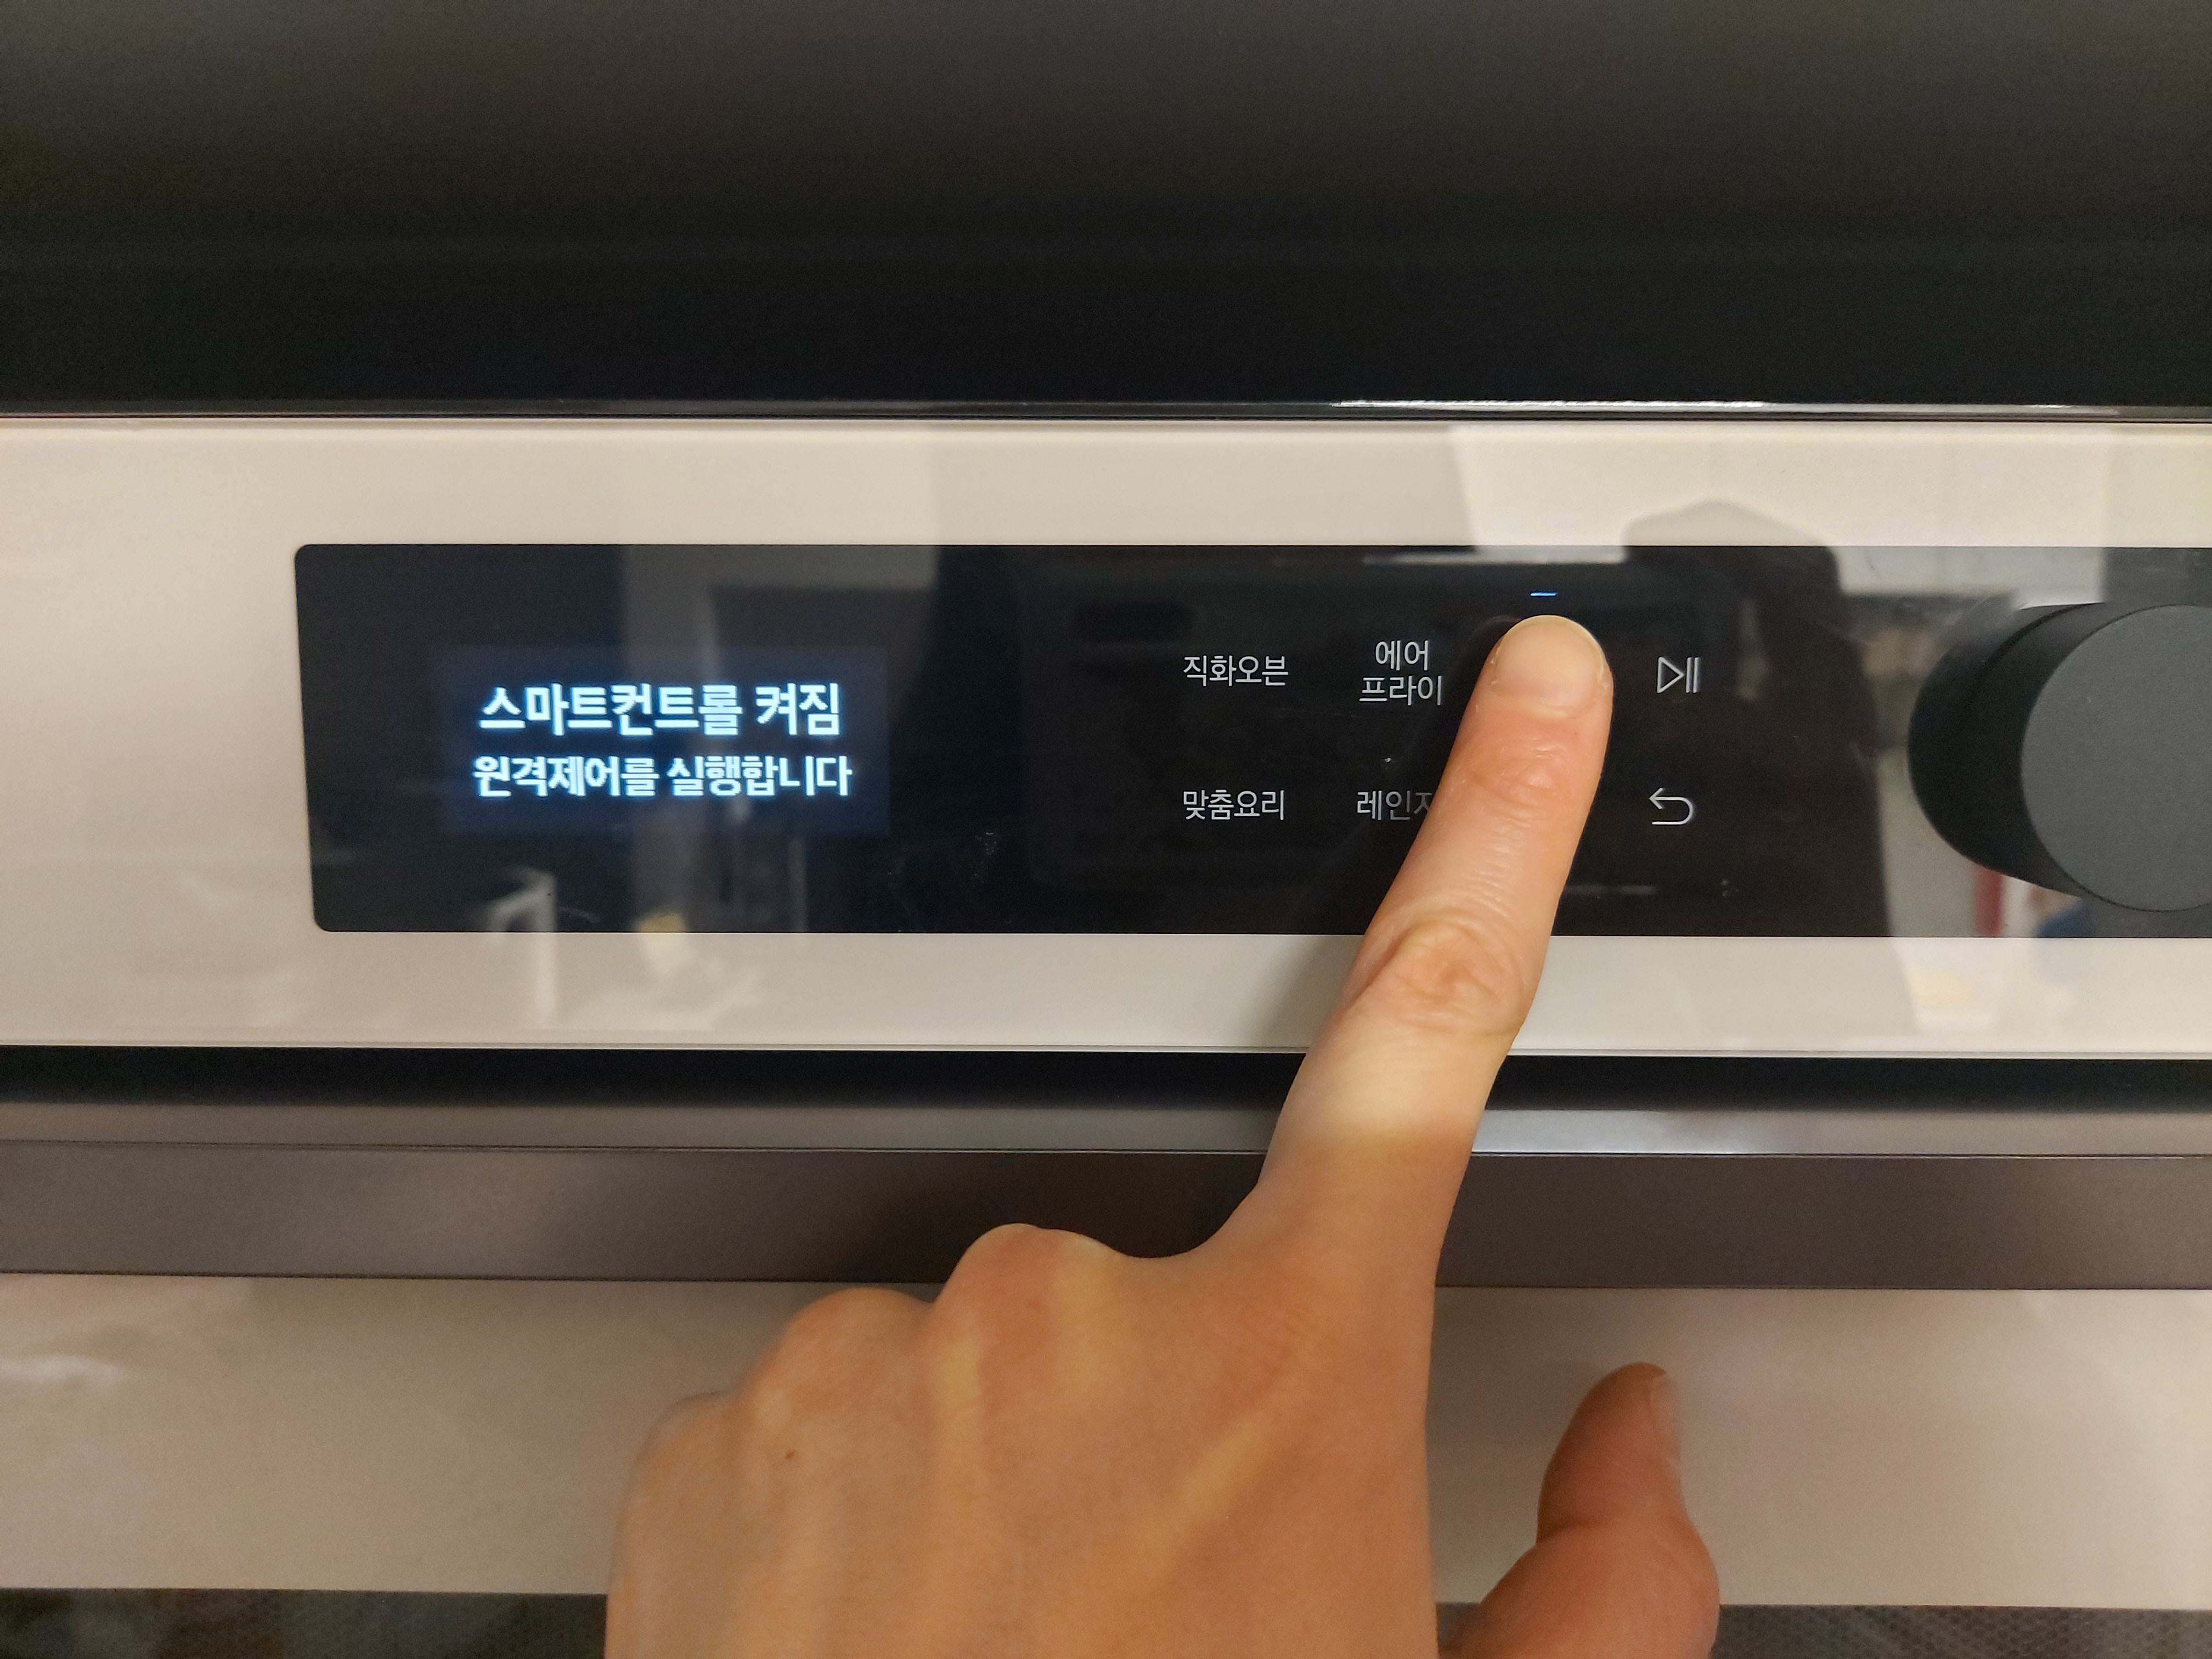 스마트컨트롤 켜짐
원격제어를 실행합니다
직화오븐
에어
프라이
맞춤요리